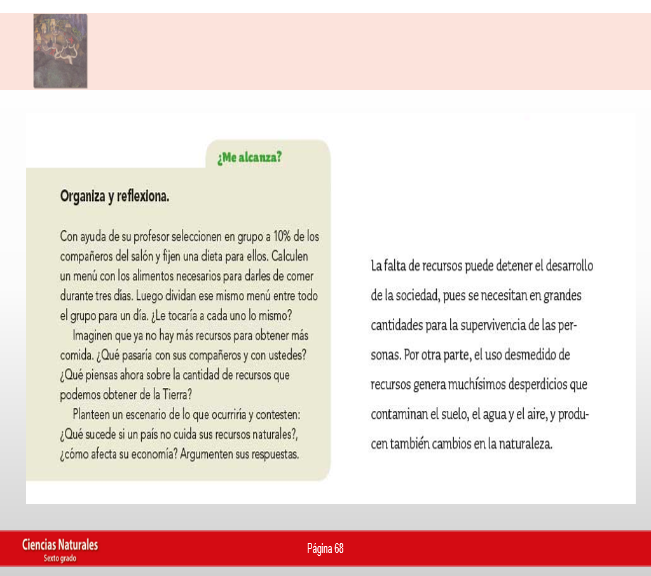 ¿Me alcanza?
Organiza y reflexiona.
Con ayuda de su profesor seleccionen en grupo a 10% de los
compañeros del salón y fijen una dieta para ellos. Calculen
un menú con los alimentos necesarios para darles de comer
durante tres días. Luego dividan ese mismo menú entre todo
el grupo para un día. ¿Le tocaría a cada uno lo mismo?
Imaginen que ya no hay más recursos para obtener más
comida. ¿Qué pasaría con sus compañeros y con ustedes?
¿Qué piensas ahora sobre la cantidad de recursos que
podemos obtener de la Tierra?
Planteen un escenario de lo que ocurriría y contesten:
¿Qué sucede si un país no cuida sus recursos naturales?,
¿cómo afecta su economía? Argumenten sus respuestas.
La falta de recursos puede detener el desarrollo
de la sociedad, pues se necesitan en grandes
cantidades para la supervivencia de las per-
sonas. Por otra parte, el uso desmedido de
recursos genera muchísimos desperdicios que
contaminan el suelo, el agua y el aire, y produ-
cen también cambios en la naturaleza.
Ciencias Naturales
Sexto grado
Página 68